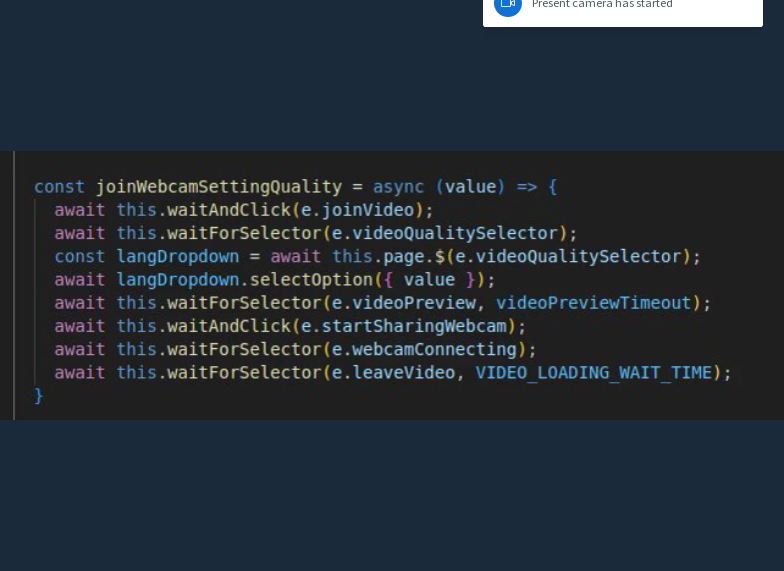 Present camera has started
const joinWebcamSettingQuality = async (value) => {
await this.waitAndClick(e.joinVideo);
await this.waitForSelector(e.videoQualitySelector);
const langDropdown = await this.page.$(e.videoQualitySelector);
await langDropdown.selectOption({ value });
await this.waitForSelector(e.videoPreview, videoPreviewTimeout);
await this.waitAndClick(e.startSharingWebcam);
await this.waitForSelector(e.webcamConnecting);
await this.waitForSelector(e.leaveVideo, VIDEO_LOADING_WAIT_TIME);
}